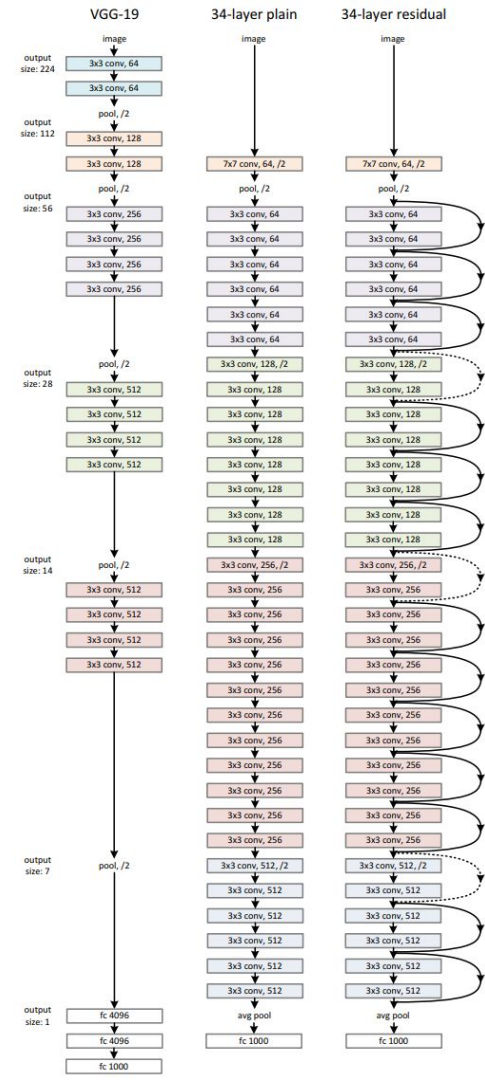 VGG-19
image
output
size: 224
3x3 conv, 64
3x3 conv, 64
pool, /2
output
size: 112
3x3 conv, 128
3x3 conv, 128
pool, /2
output
size: 56
3x3 conv, 256
3x3 conv, 256
3x3 conv, 256
3x3 conv, 256
pool, /2
output
size: 28
3x3 conv, 512
3x3 conv, 512
3x3 conv, 512
3x3 conv, 512
output
size: 14
pool, /2
3x3 conv, 512
3x3 conv, 512
3x3 conv, 512
3x3 conv, 512
output
size: 7
pool, /2
output
size: 1
fc 4096
fc 4096
fc 1000
34-layer plain
image
7x7 conv, 64, /2
pool, /2
3x3 conv, 64
3x3 conv, 64
3x3 conv, 64
3x3 conv, 64
3x3 conv, 64
3x3 conv, 64
3x3 conv, 128, /2
3x3 conv, 128
3x3 conv, 128
3x3 conv, 128
3x3 conv, 128
3x3 conv, 128
3x3 conv, 128
3x3 conv, 128
3x3 conv, 256, /2
3x3 conv, 256
3x3 conv, 256
3x3 conv, 256
3x3 conv, 256
3x3 conv, 256
3x3 conv, 256
3x3 conv, 256
3x3 conv, 256
3x3 conv, 256
3x3 conv, 256
3x3 conv, 256
3x3 conv, 512, /2
3x3 conv, 512
3x3 conv, 512
3x3 conv, 512
3x3 conv, 512
3x3 conv, 512
avg pool
fc 1000
34-layer residual
image
7x7 conv, 64, /2
pool, /2
3x3 conv, 64
3x3 conv, 64
3x3 conv, 64
3x3 conv, 64
3x3 conv, 64
3x3 conv, 64
3x3 conv, 128, /2
3x3 conv, 128
3x3 conv, 128
3x3 conv, 128
3x3 conv, 128
3x3 conv, 128
3x3 conv, 128
3x3 conv, 128
3x3 conv, 256, /2
3x3 conv, 256
3x3 conv, 256
3x3 conv, 256
3x3 conv, 256
3x3 conv, 256
3x3 conv, 256
3x3 conv, 256
3x3 conv, 256
3x3 conv, 256
3x3 conv, 256
3x3 conv, 256
3x3 conv, 512, /2
3x3 conv, 512
3x3 conv, 512
3x3 conv, 512
3x3 conv, 512
3x3 conv, 512
avg pool
fc 1000